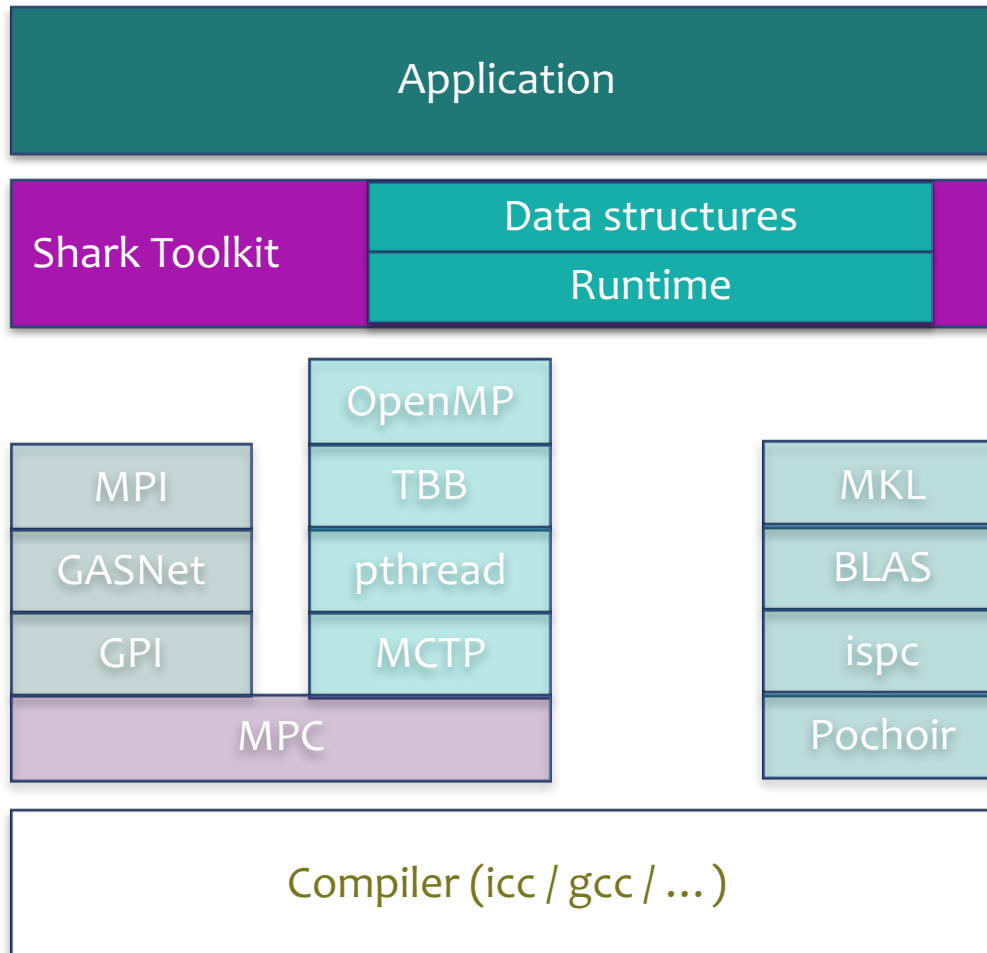 Application
Shark Toolkit
Data structures
Runtime
OpenMP
MPI
TBB
MKL
GASNet
pthread
BLAS
GPI
MCTP
ispc
MPC
Pochoir
Compiler (icc / gcc / ... )